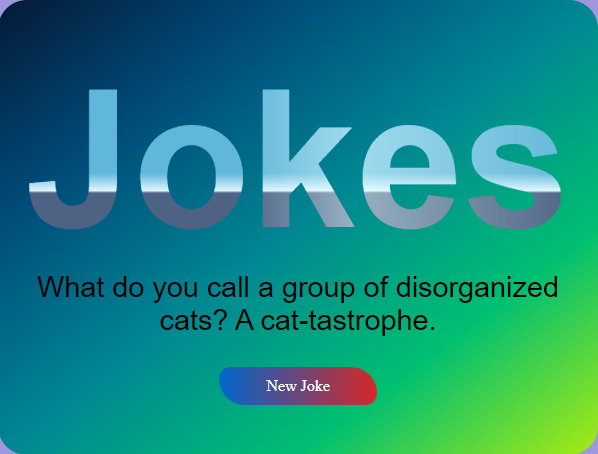 Jokes
What do you call a group of disorganized
cats? A cat-tastrophe.
New Joke